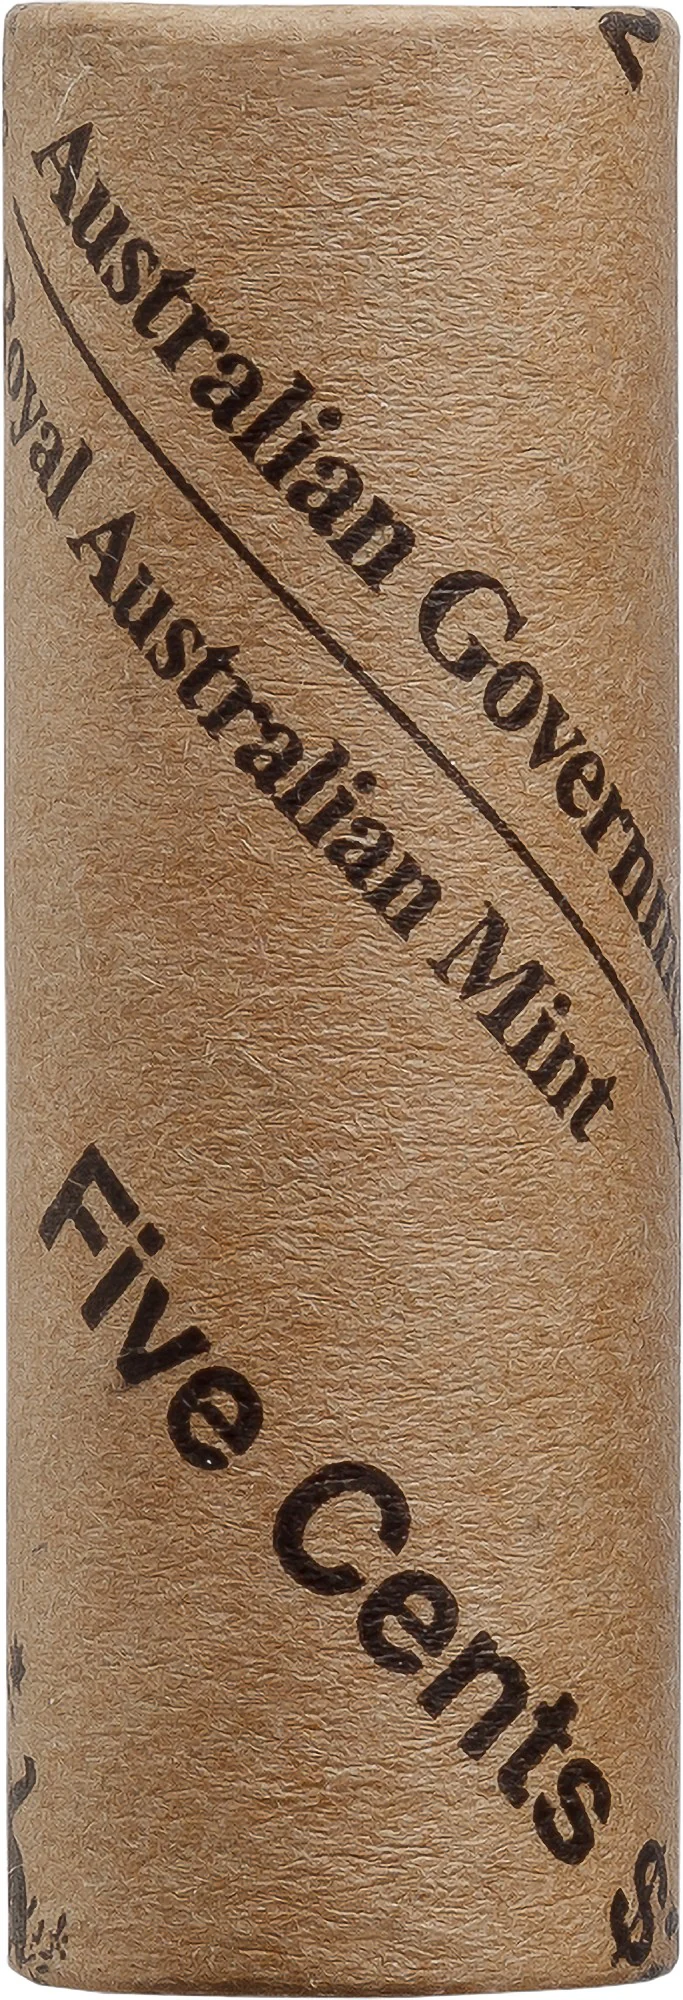 Australian Governm
Royal Australian Mint
Five Cents